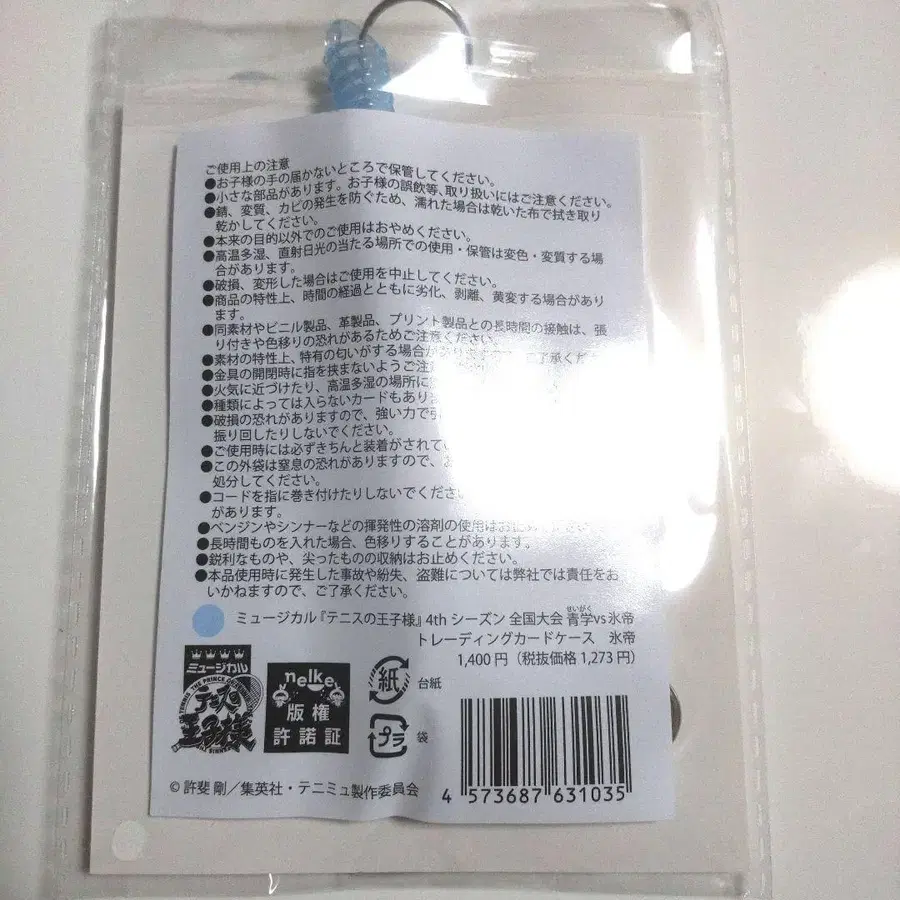 ご使用上の注意
●お子様の手の届かないところで保管してください。
●小さな部品があります。お子様の誤飲等、取り扱いにはご注意ください。
●錆、変質、カビの発生を防ぐため、濡れた場合は乾いた布で拭き取り
乾かしてください。
●本来の目的以外でのご使用はおやめください。
●高温多湿、直射日光の当たる場所での使用・保管は変色・変質する場
合があります。
●破損、変形した場合はご使用を中止してください。
●商品の特性上、時間の経過とともに劣化、剥離、黄変する場合があり
ます。
●同素材やビニル製品、革製品、プリント製品との長時間の接触は、張
り付きや色移りの恐れがあるためご注意ください。
●素材の特性上、特有の匂いがする場合があります
●金具の開閉時に指を挟まないようご注
●火気に近づけたり、高温多湿の場所に
●種類によっては入らないカードもあり
●破損の恐れがありますので、強い力で
振り回したりしないでください。
●ご使用時には必ずきちんと装着がされて
●この外袋は窒息の恐れがありますので、
処分してください。
●コードを指に巻き付けたりしないでくださ
があります。
●ベンジンやシンナーなどの揮発性の溶剤の使用は
●長時間ものを入れた場合、色移りすることがあります。
●鋭利なものや、尖ったものの収納はお止めください。
●本品使用時に発生した事故や紛失、盗難については弊社では責任をお
いかねますので、ご了承ください。
ミュージカル『テニスの王子様』4th シーズン 全国大会 青学vs氷帝
せいがく
トレーディングカードケース 氷帝
1,400円（税抜価格 1,273円）
ミュージカル
テニスの
王子様
nelke
版権
許諾証
紙 台紙
プラ 袋
© 許斐 剛／集英社・テニミュ製作委員会
4 573687 631035